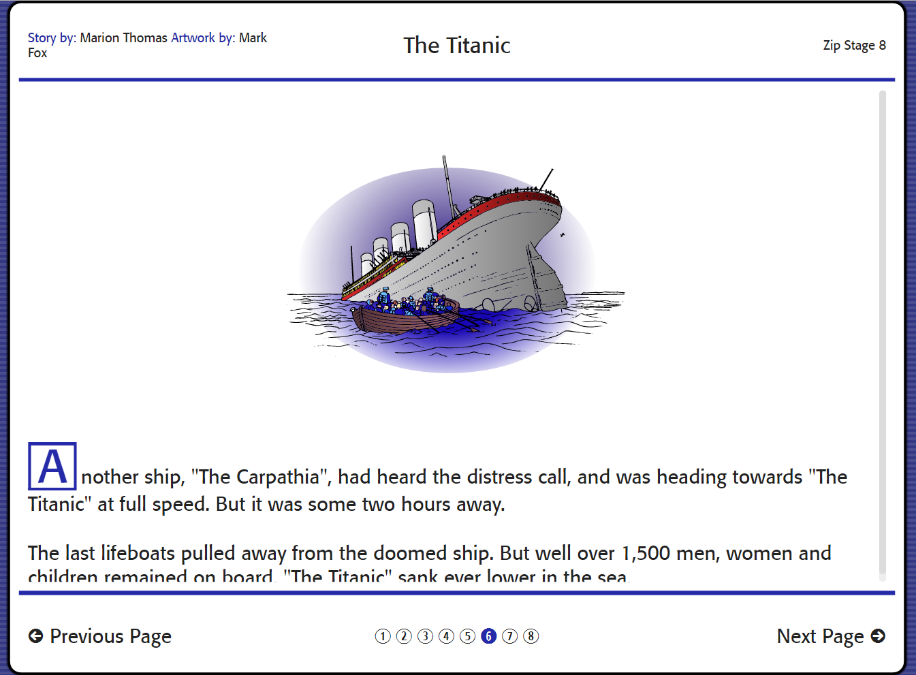 Story by: Marion Thomas Artwork by: Mark
Fox
The Titanic
Zip Stage 8
Another ship, "The Carpathia", had heard the distress call, and was heading towards "The
Titanic" at full speed. But it was some two hours away.
The last lifeboats pulled away from the doomed ship. But well over 1,500 men, women and
children remained on board. "The Titanic" sank ever lower in the sea.
Previous Page
1 2 3 4 5 6 7 8
Next Page